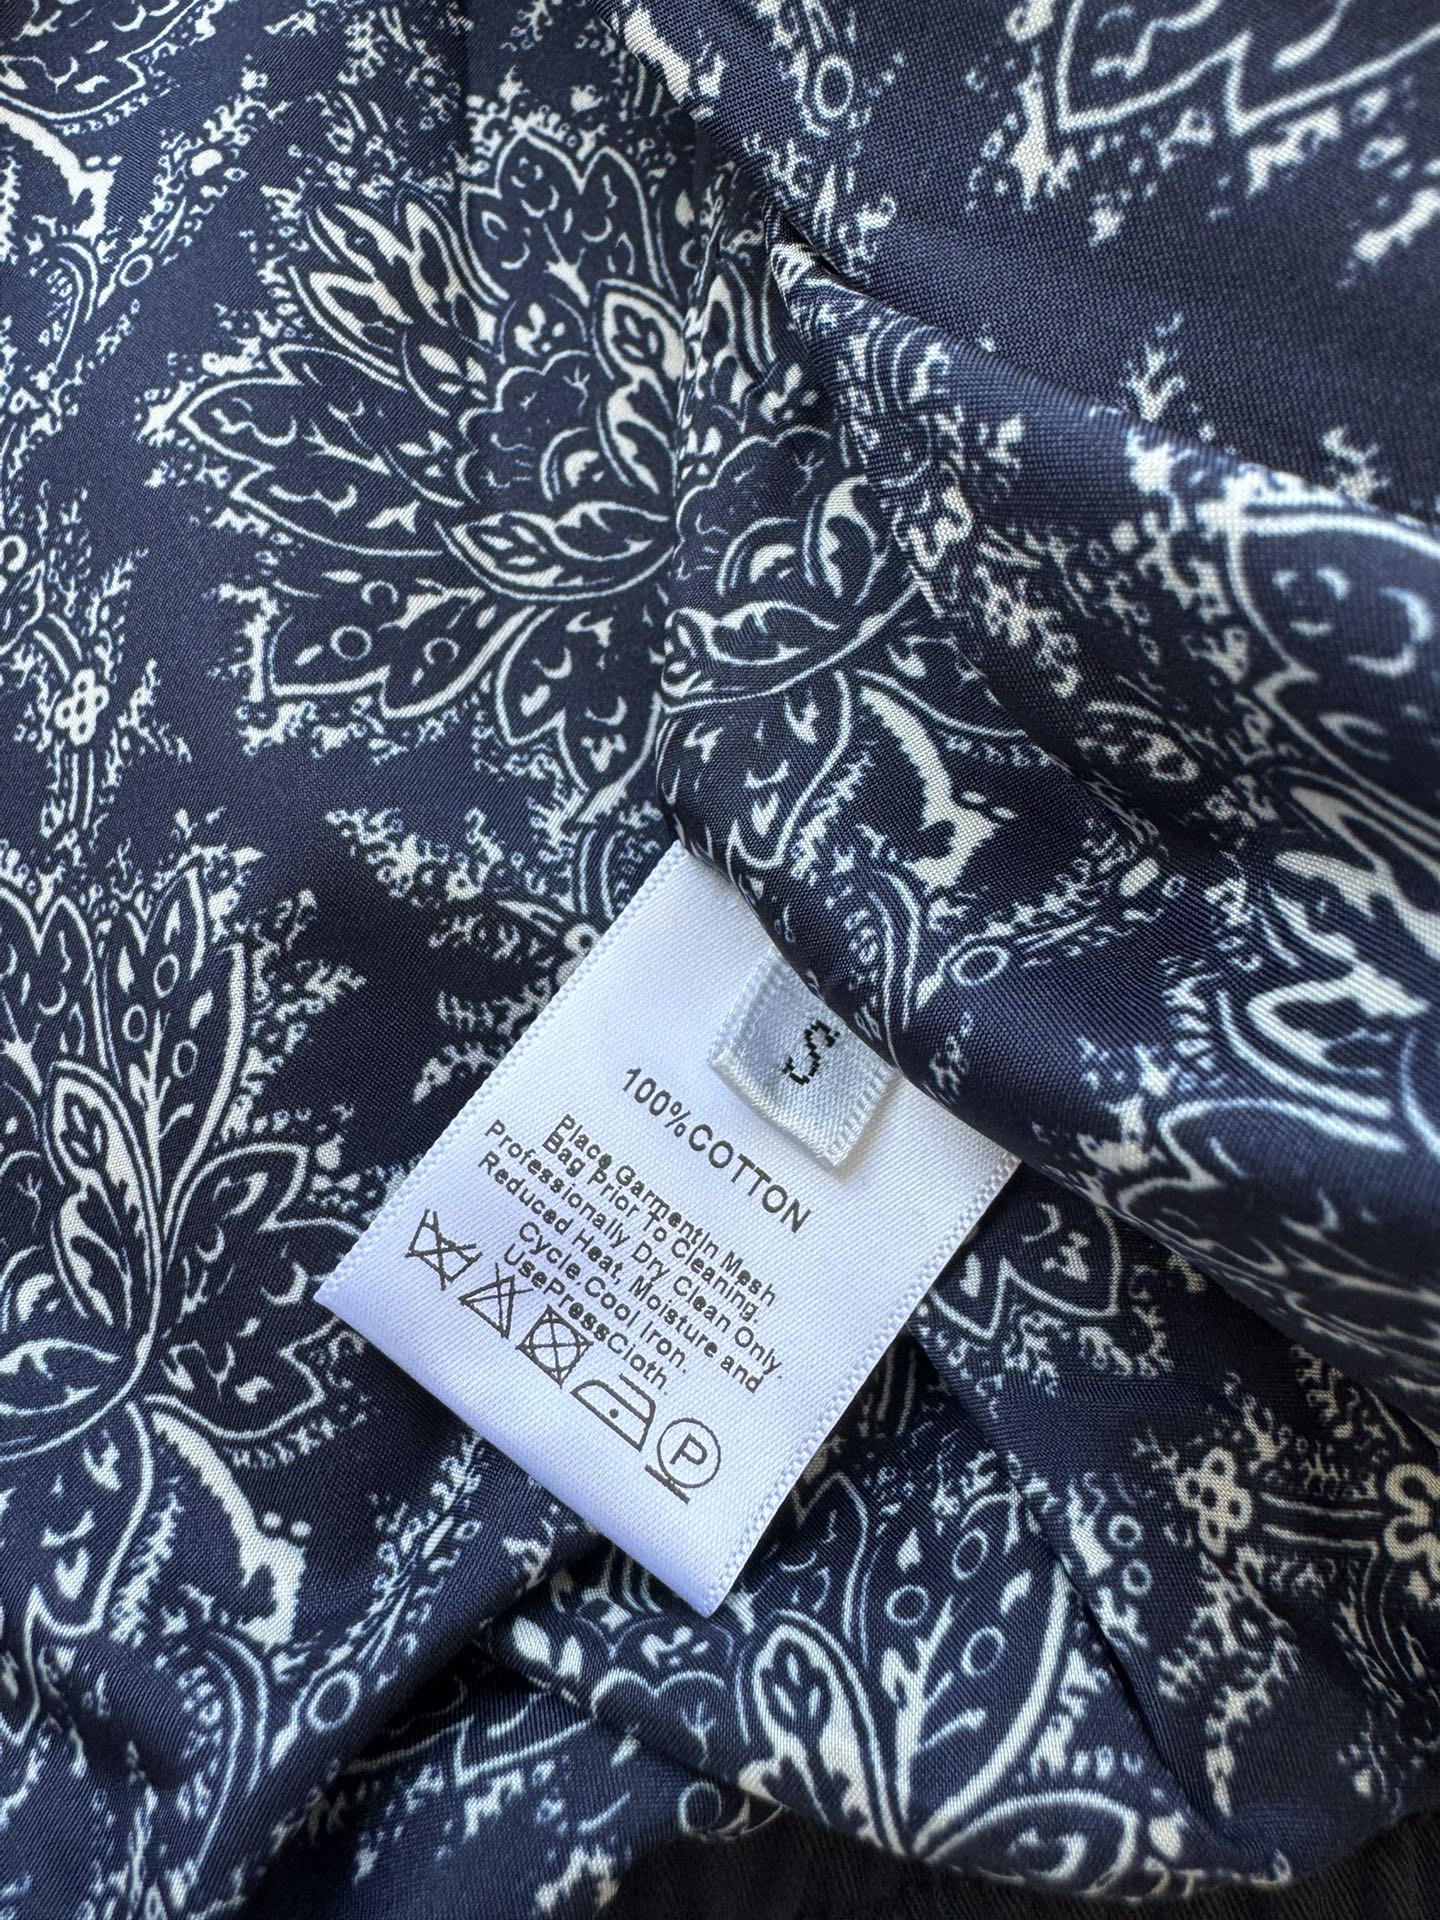 S
100%COTTON
Place GarmentIn Mesh
Bag Prior To Cleaning.
Professionally Dry Clean Only
Reduced Heat, Moisture and
Cycle.Cool Iron.
UsePressCloth.
P